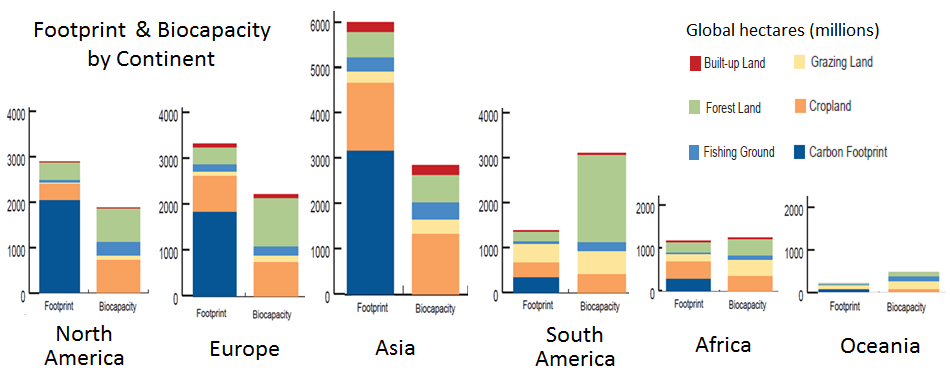 Footprint & Biocapacity
by Continent
Global hectares (millions)
Built-up Land
Grazing Land
Forest Land
Cropland
Fishing Ground
Carbon Footprint
4000
3000
2000
1000
0
Footprint
Biocapacity
North
America
4000
3000
2000
1000
0
Footprint
Biocapacity
Europe
6000
5000
4000
3000
2000
1000
0
Footprint
Biocapacity
Asia
4000
3000
2000
1000
0
Footprint
Biocapacity
South
America
2000
1000
0
Footprint
Biocapacity
Africa
2000
1000
0
Footprint
Biocapacity
Oceania